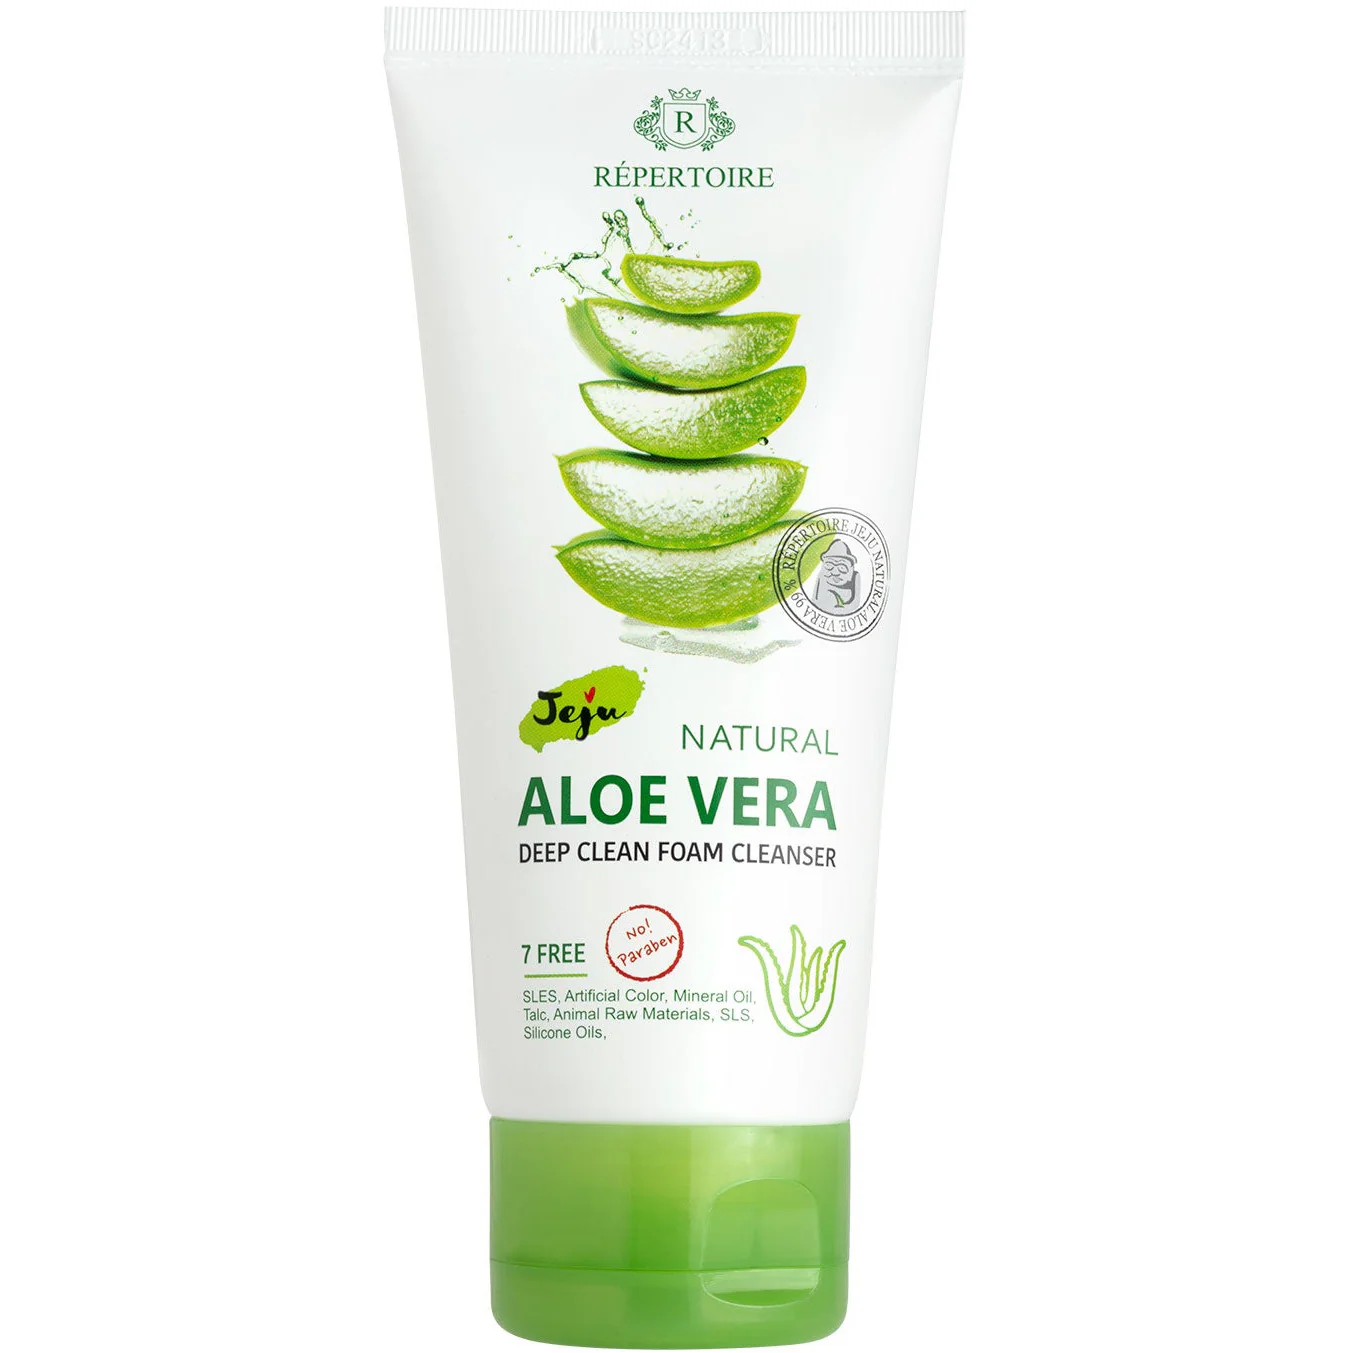 SC2413
R
RÉPERTOIRE
RÉPERTOIRE JEJU NATURAL ALOE VERA 99 %
Jeju
NATURAL
ALOE VERA
DEEP CLEAN FOAM CLEANSER
7 FREE
No!
Paraben
SLES, Artificial Color, Mineral Oil,
Talc, Animal Raw Materials, SLS,
Silicone Oils,